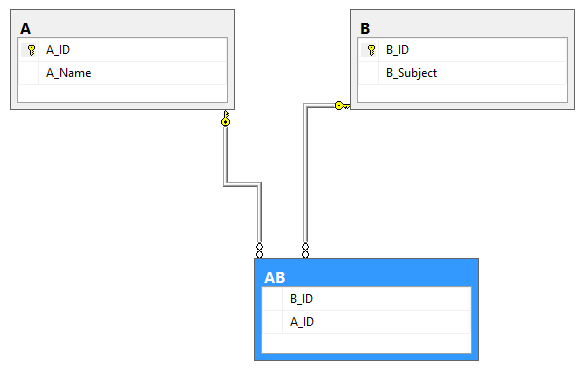 A
A_ID
A_Name
B
B_ID
B_Subject
AB
B_ID
A_ID